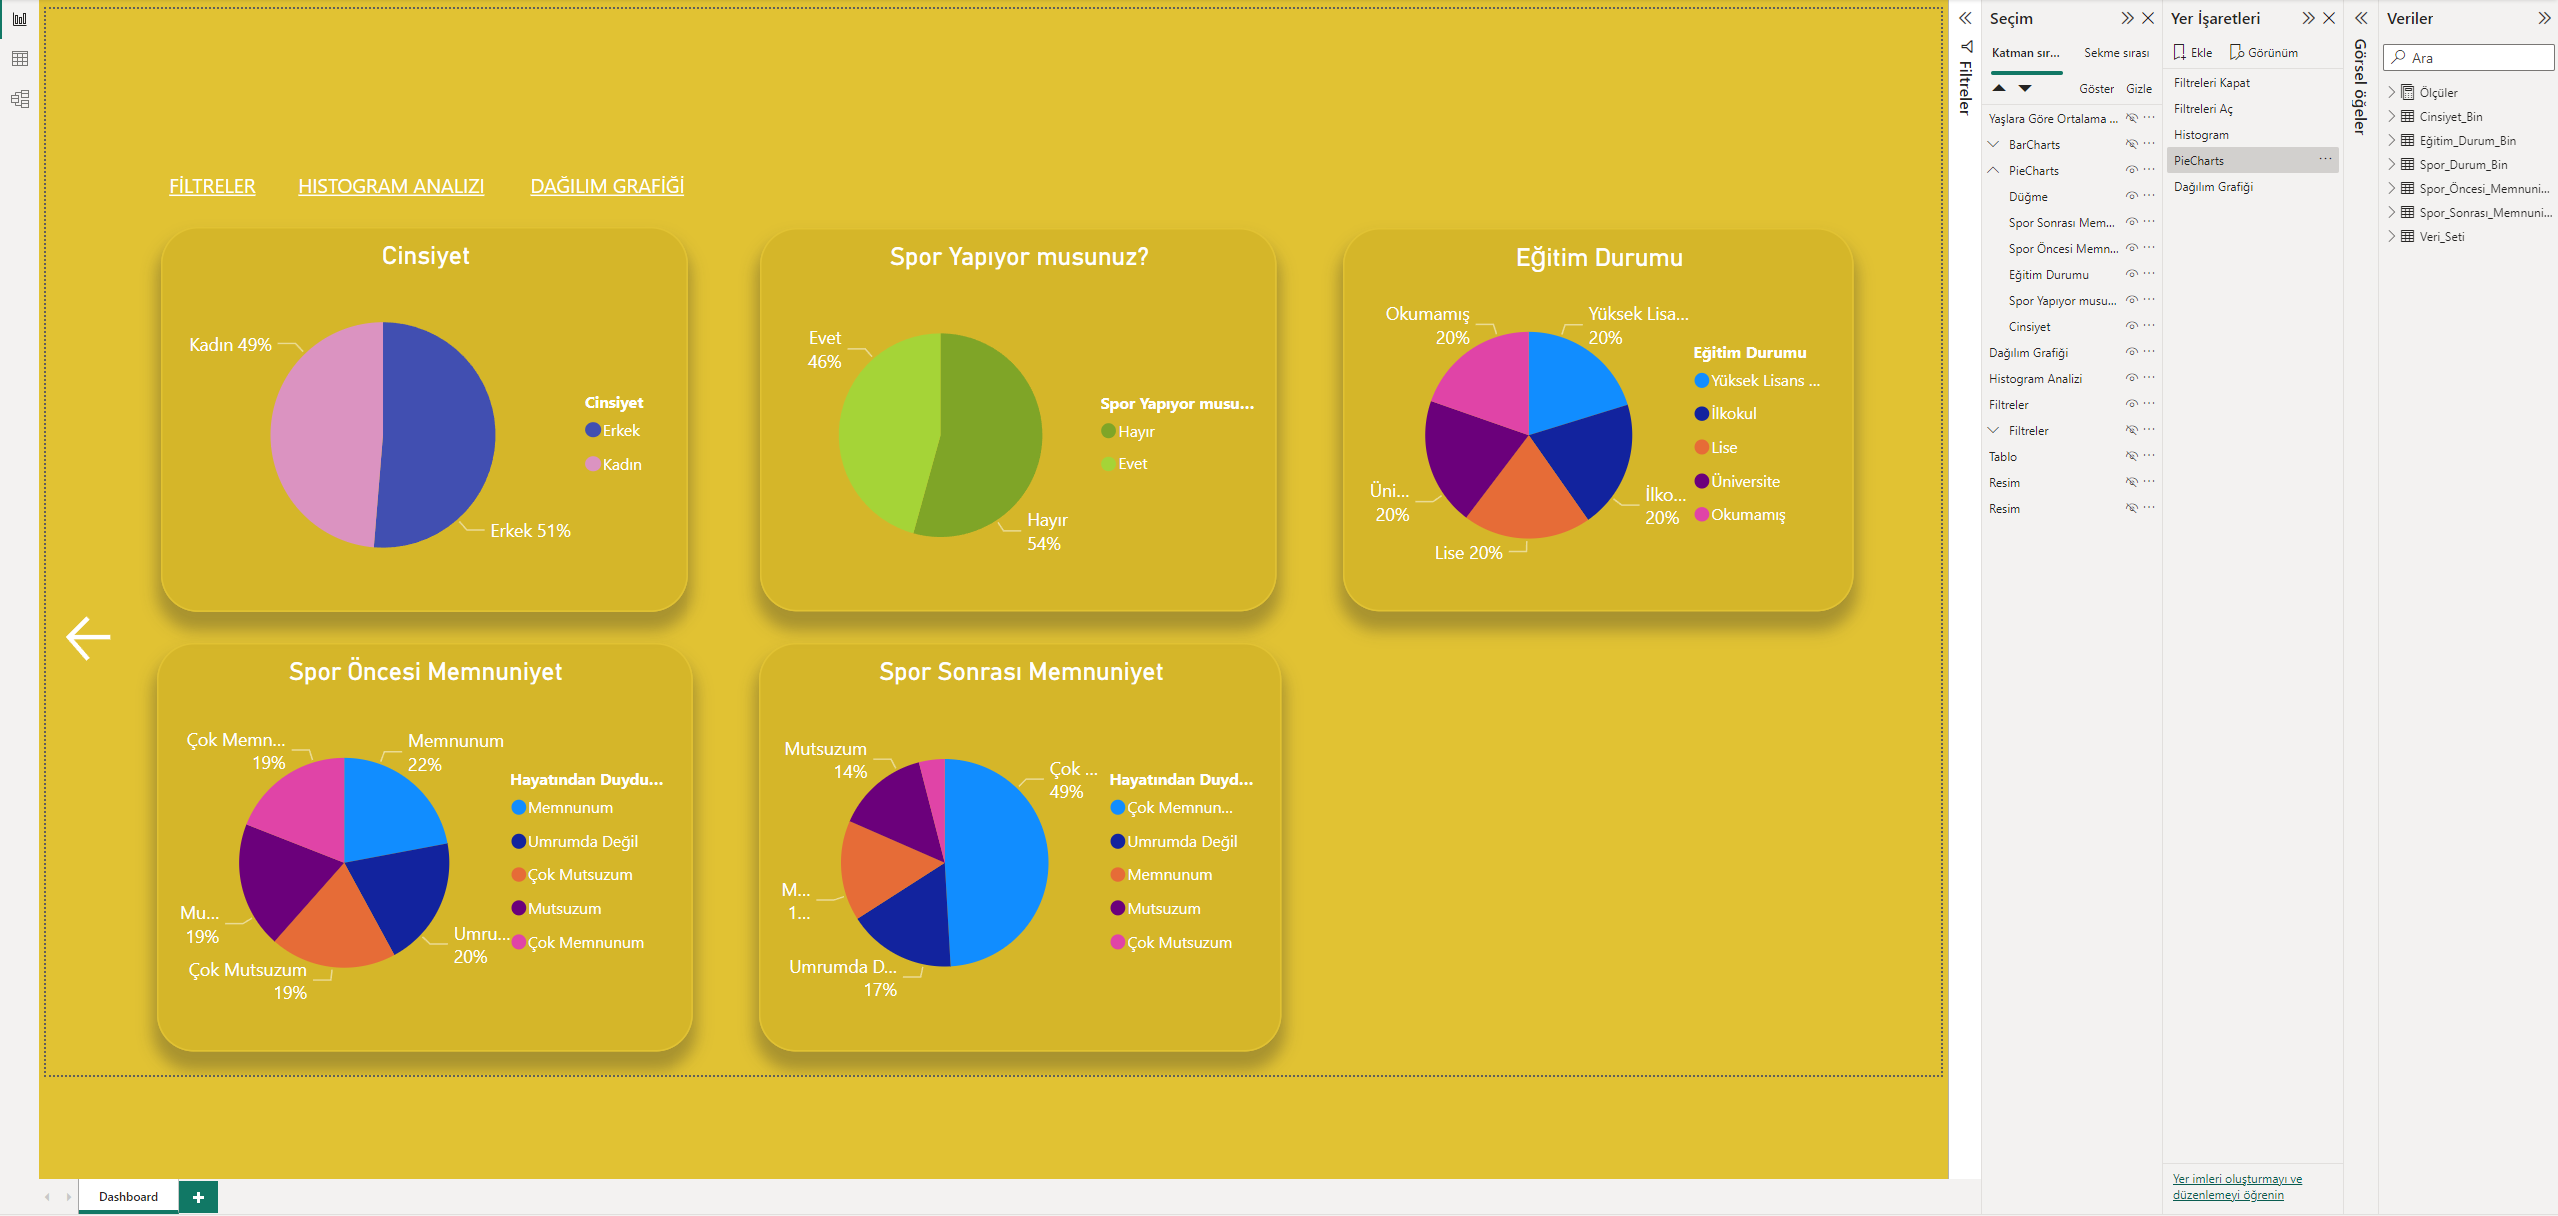 FİLTRELER
HISTOGRAM ANALIZI
DAĞILIM GRAFİĞİ
Cinsiyet
Kadın 49%
Erkek 51%
Cinsiyet
Erkek
Kadın
Spor Yapıyor musunuz?
Evet
46%
Hayır
54%
Spor Yapıyor musu...
Hayır
Evet
Eğitim Durumu
Okumamış
20%
Yüksek Lisa...
20%
Üni...
20%
İlko...
20%
Lise 20%
Eğitim Durumu
Yüksek Lisans ...
İlkokul
Lise
Üniversite
Okumamış
Spor Öncesi Memnuniyet
Çok Memn...
19%
Memnunum
22%
Mu...
19%
Umru...
20%
Çok Mutsuzum
19%
Hayatından Duydu...
Memnunum
Umrumda Değil
Çok Mutsuzum
Mutsuzum
Çok Memnunum
Spor Sonrası Memnuniyet
Mutsuzum
14%
Çok ...
49%
M...
1...
Umrumda D...
17%
Hayatından Duyd...
Çok Memnun...
Umrumda Değil
Memnunum
Mutsuzum
Çok Mutsuzum
Dashboard
Filtreler
Seçim
Katman sır...
Sekme sırası
Göster
Gizle
Yaşlara Göre Ortalama ...
BarCharts
PieCharts
Düğme
Spor Sonrası Mem...
Spor Öncesi Memn...
Eğitim Durumu
Spor Yapıyor musu...
Cinsiyet
Dağılım Grafiği
Histogram Analizi
Filtreler
Filtreler
Tablo
Resim
Resim
Yer İşaretleri
Ekle
Görünüm
Filtreleri Kapat
Filtreleri Aç
Histogram
PieCharts
Dağılım Grafiği
Yer imleri oluşturmayı ve
düzenlemeyi öğrenin
Görsel öğeler
Veriler
Ara
Ölçüler
Cinsiyet_Bin
Eğitim_Durum_Bin
Spor_Durum_Bin
Spor_Öncesi_Memnuni...
Spor_Sonrası_Memnuni...
Veri_Seti